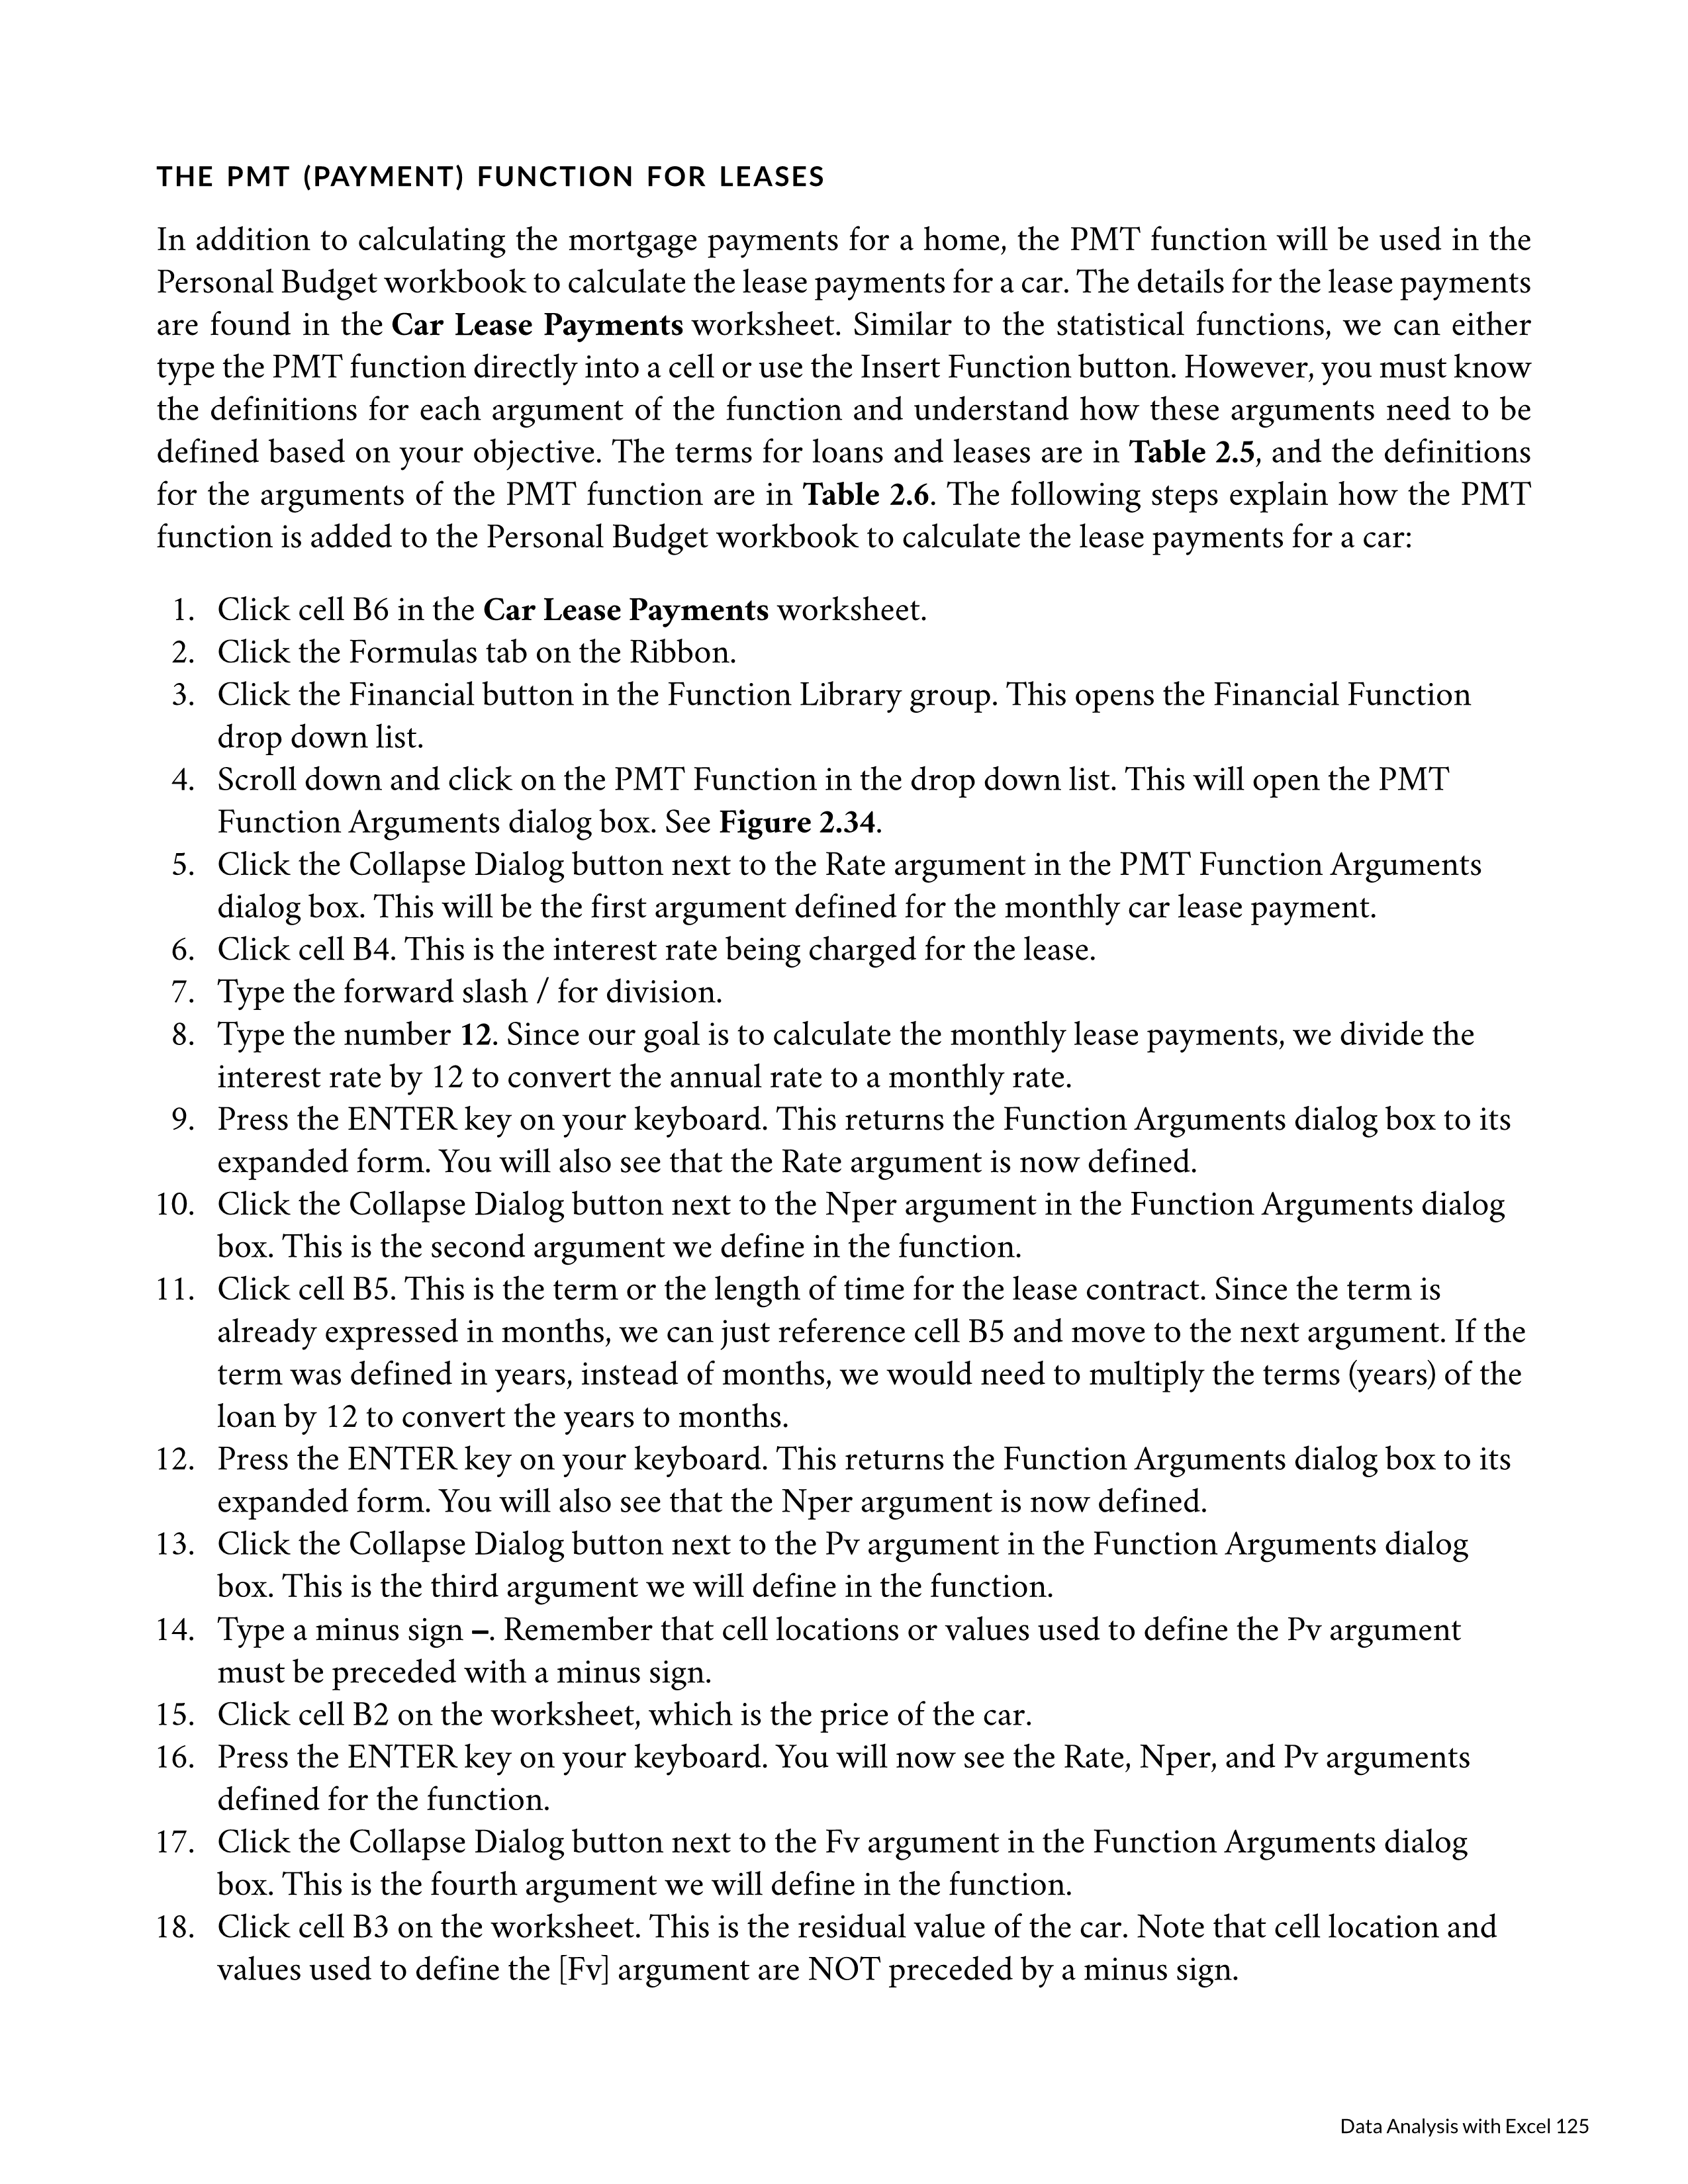 THE PMT (PAYMENT) FUNCTION FOR LEASES
In addition to calculating the mortgage payments for a home, the PMT function will be used in the
Personal Budget workbook to calculate the lease payments for a car. The details for the lease payments
are found in the Car Lease Payments worksheet. Similar to the statistical functions, we can either
type the PMT function directly into a cell or use the Insert Function button. However, you must know
the definitions for each argument of the function and understand how these arguments need to be
defined based on your objective. The terms for loans and leases are in Table 2.5, and the definitions
for the arguments of the PMT function are in Table 2.6. The following steps explain how the PMT
function is added to the Personal Budget workbook to calculate the lease payments for a car:
1. Click cell B6 in the Car Lease Payments worksheet.
2. Click the Formulas tab on the Ribbon.
3. Click the Financial button in the Function Library group. This opens the Financial Function
drop down list.
4. Scroll down and click on the PMT Function in the drop down list. This will open the PMT
Function Arguments dialog box. See Figure 2.34.
5. Click the Collapse Dialog button next to the Rate argument in the PMT Function Arguments
dialog box. This will be the first argument defined for the monthly car lease payment.
6. Click cell B4. This is the interest rate being charged for the lease.
7. Type the forward slash / for division.
8. Type the number 12. Since our goal is to calculate the monthly lease payments, we divide the
interest rate by 12 to convert the annual rate to a monthly rate.
9. Press the ENTER key on your keyboard. This returns the Function Arguments dialog box to its
expanded form. You will also see that the Rate argument is now defined.
10. Click the Collapse Dialog button next to the Nper argument in the Function Arguments dialog
box. This is the second argument we define in the function.
11. Click cell B5. This is the term or the length of time for the lease contract. Since the term is
already expressed in months, we can just reference cell B5 and move to the next argument. If the
term was defined in years, instead of months, we would need to multiply the terms (years) of the
loan by 12 to convert the years to months.
12. Press the ENTER key on your keyboard. This returns the Function Arguments dialog box to its
expanded form. You will also see that the Nper argument is now defined.
13. Click the Collapse Dialog button next to the Pv argument in the Function Arguments dialog
box. This is the third argument we will define in the function.
14. Type a minus sign –. Remember that cell locations or values used to define the Pv argument
must be preceded with a minus sign.
15. Click cell B2 on the worksheet, which is the price of the car.
16. Press the ENTER key on your keyboard. You will now see the Rate, Nper, and Pv arguments
defined for the function.
17. Click the Collapse Dialog button next to the Fv argument in the Function Arguments dialog
box. This is the fourth argument we will define in the function.
18. Click cell B3 on the worksheet. This is the residual value of the car. Note that cell location and
values used to define the [Fv] argument are NOT preceded by a minus sign.
Data Analysis with Excel 125